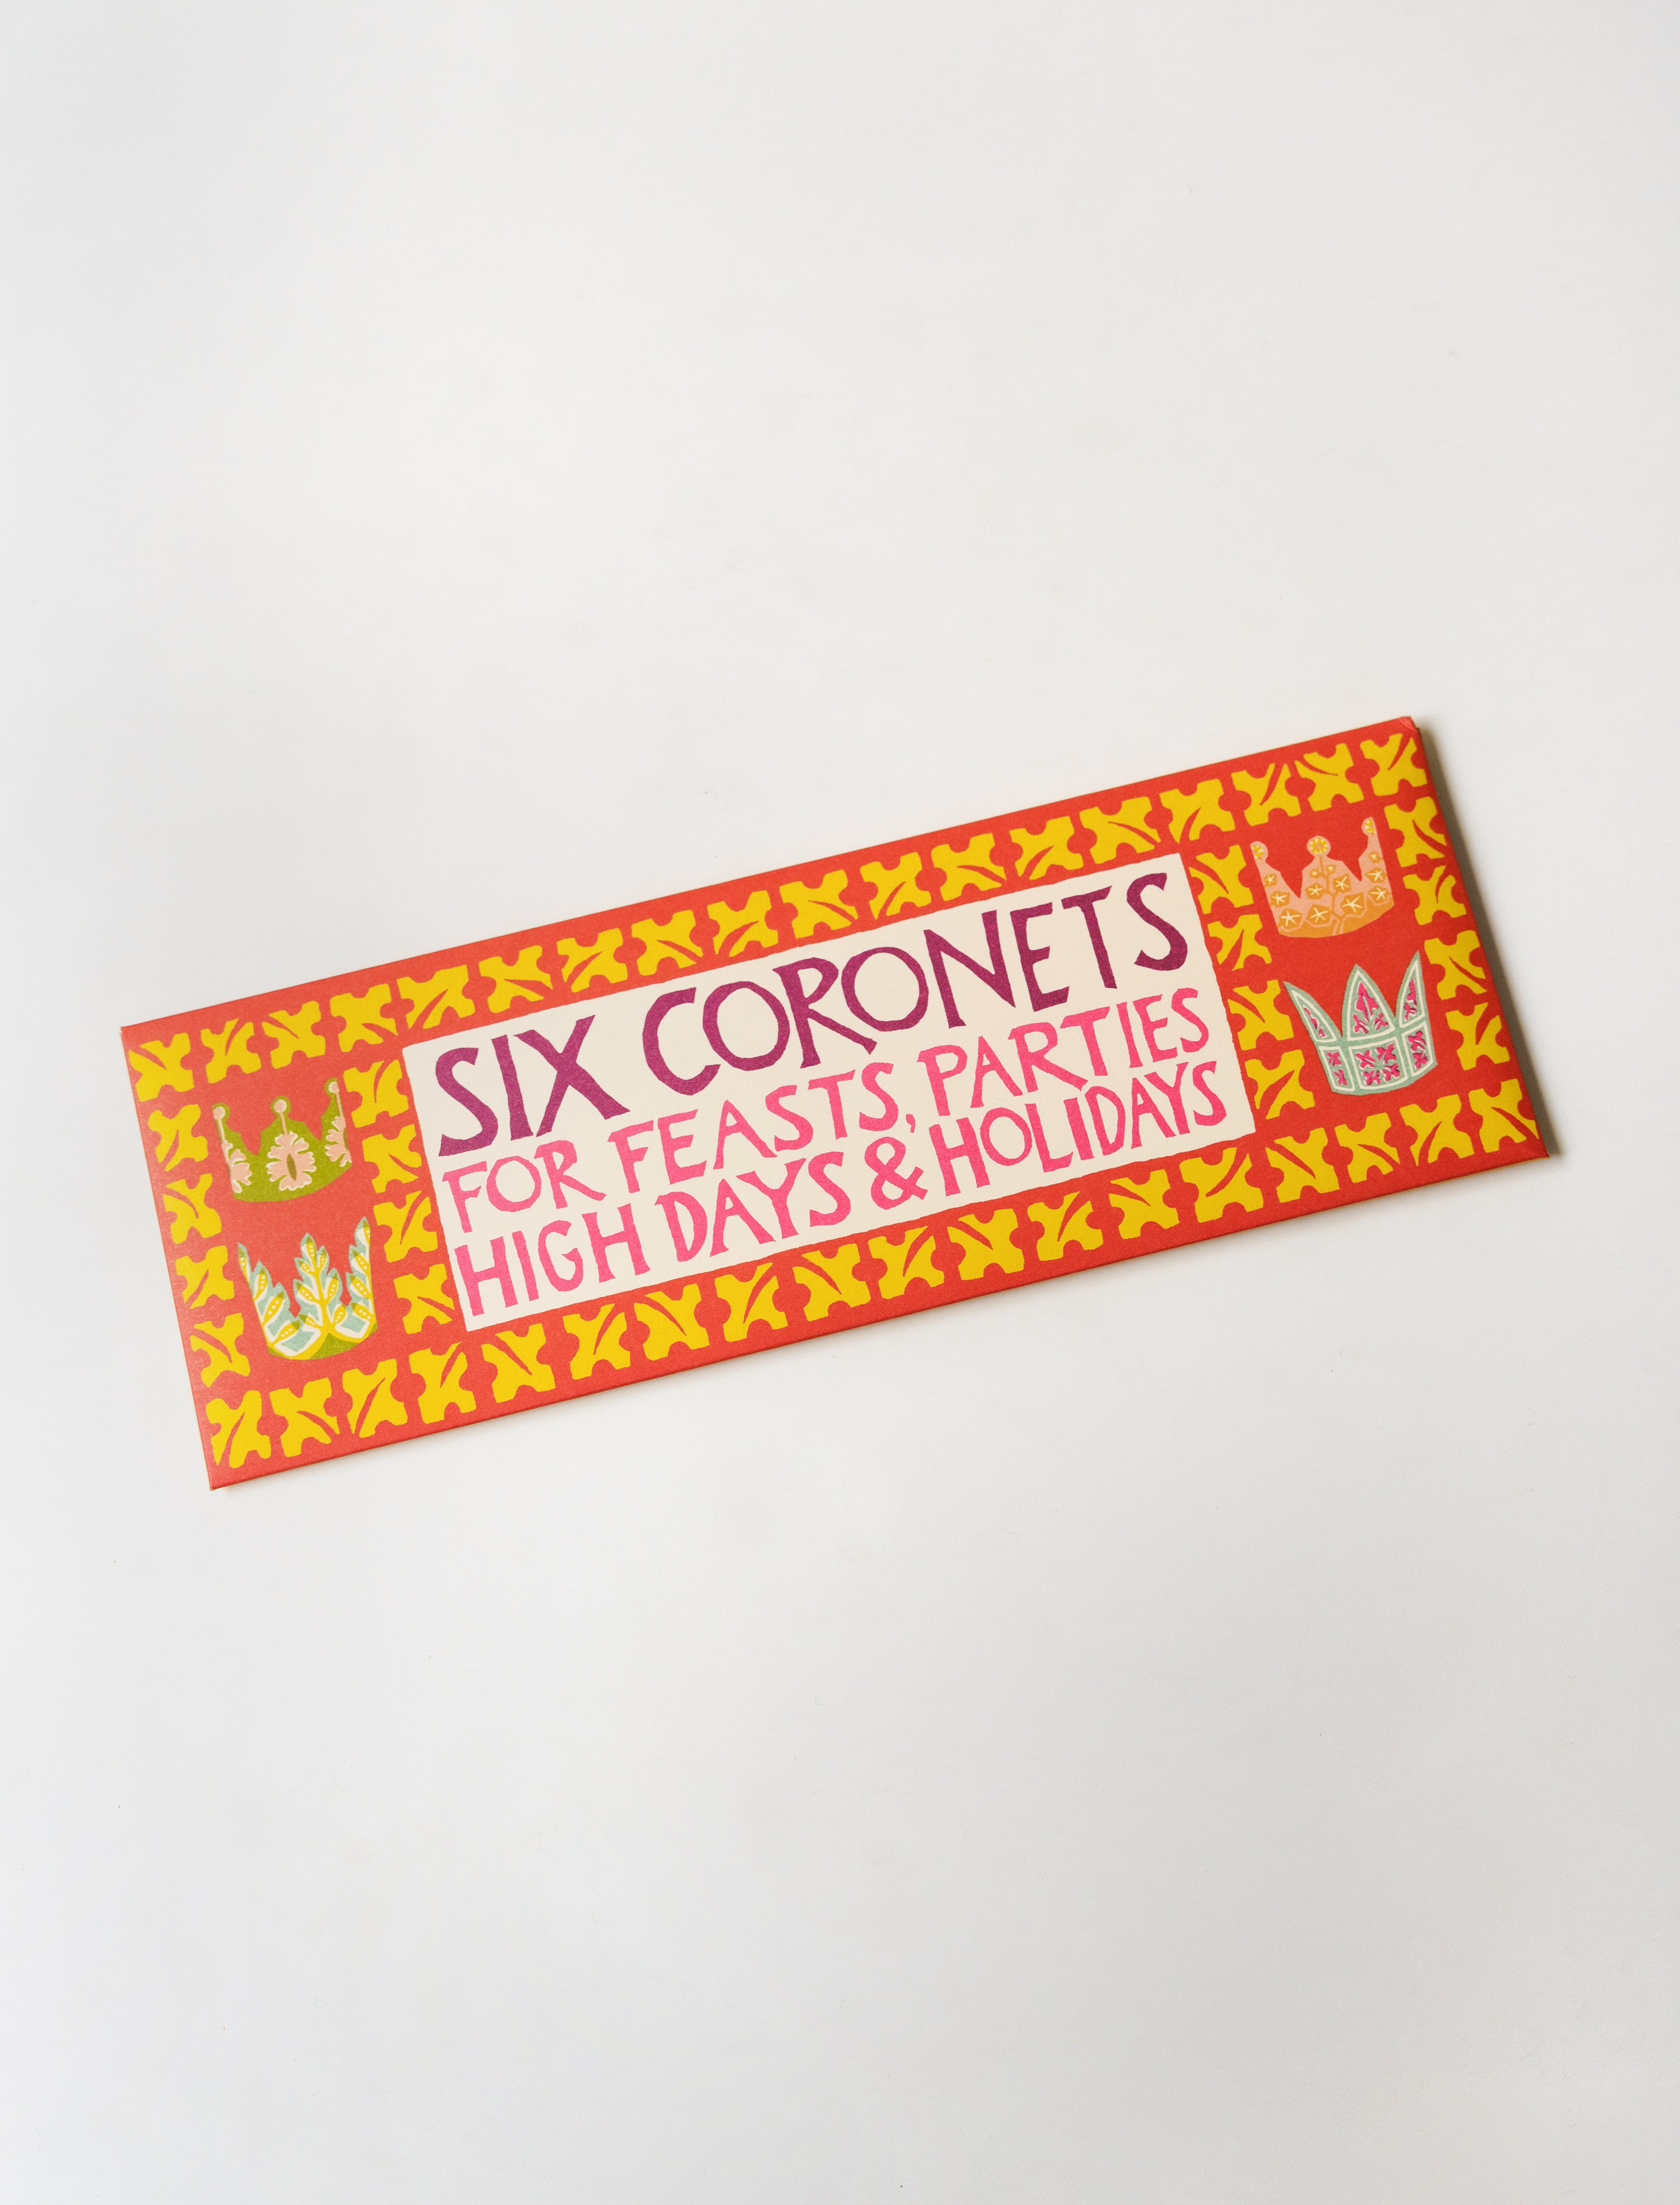 SIX CORONETS
FOR FEASTS, PARTIES
HIGH DAYS & HOLIDAYS